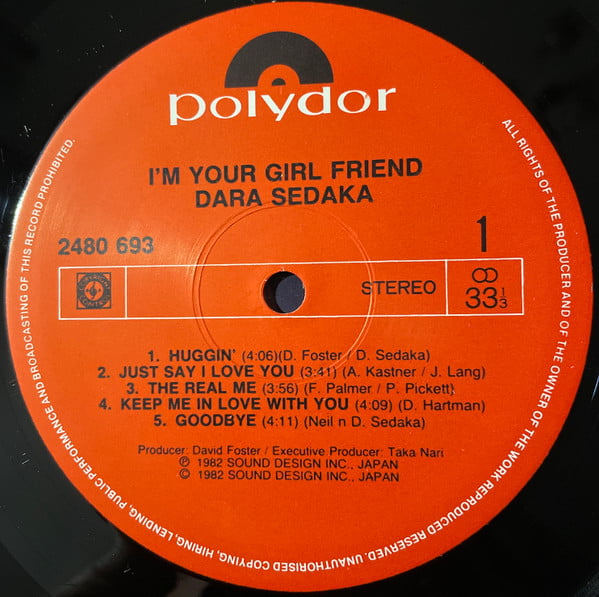 polydor
I'M YOUR GIRL FRIEND
DARA SEDAKA
2480 693
1
STEREO
33 1/3
1. HUGGIN' (4:06)(D. Foster / D. Sedaka)
2. JUST SAY I LOVE YOU (3:41) (A. Kastner / J. Lang)
3. THE REAL ME (3:56) (F. Palmer / P. Pickett)
4. KEEP ME IN LOVE WITH YOU (4:09) (D. Hartman)
5. GOODBYE (4:11) (Neil n D. Sedaka)
Producer: David Foster / Executive Producer: Taka Nari
℗ 1982 SOUND DESIGN INC., JAPAN
© 1982 SOUND DESIGN INC., JAPAN
ALL RIGHTS OF THE PRODUCER AND OF THE OWNER OF THE WORK REPRODUCED RESERVED. UNAUTHORISED COPYING, HIRING, LENDING, PUBLIC PERFORMANCE AND BROADCASTING OF THIS RECORD PROHIBITED.